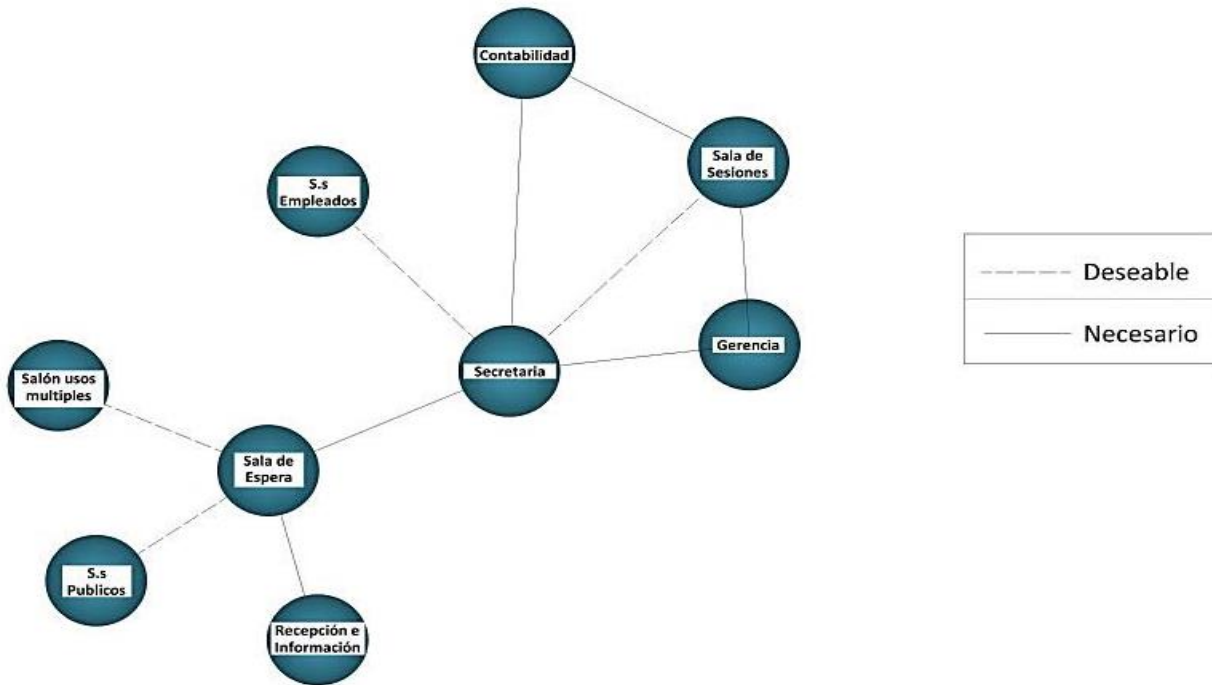 Contabilidad
Sala de
Sesiones
S.s
Empleados
Deseable
Necesario
Gerencia
Secretaria
Salón usos
multiples
Sala de
Espera
S.s
Publicos
Recepción e
Información